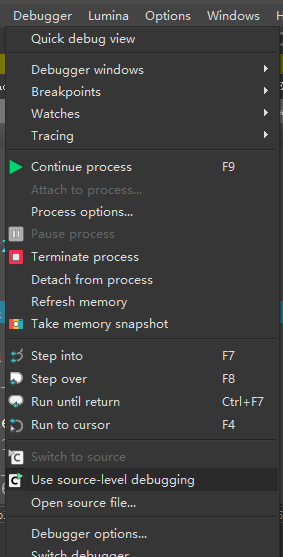 Debugger Lumina Options Windows
Quick debug view
Debugger windows
Breakpoints
Watches
Tracing
Continue process F9
Attach to process...
Process options...
Pause process
Terminate process
Detach from process
Refresh memory
Take memory snapshot
Step into F7
Step over F8
Run until return Ctrl+F7
Run to cursor F4
Switch to source
Use source-level debugging
Open source file...
Debugger options...
Switch debugger